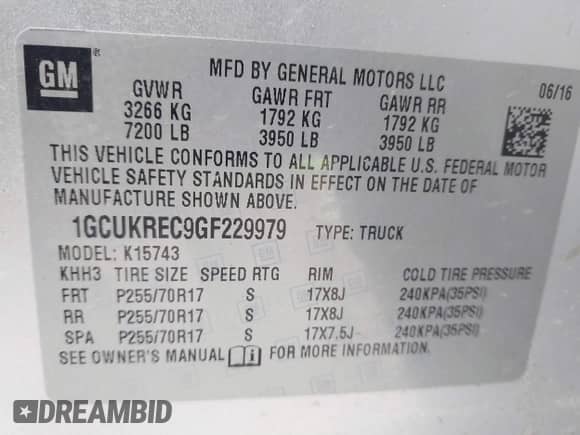 GM
MFD BY GENERAL MOTORS LLC
06/16
GVWR GAWR FRT GAWR RR
3266 KG 1792 KG 1792 KG
7200 LB 3950 LB 3950 LB
THIS VEHICLE CONFORMS TO ALL APPLICABLE U.S. FEDERAL MOTOR
VEHICLE SAFETY STANDARDS IN EFFECT ON THE DATE OF
MANUFACTURE SHOWN ABOVE.
1GCUKREC9GF229979 TYPE: TRUCK
MODEL: K15743
KHH3 TIRE SIZE SPEED RTG RIM COLD TIRE PRESSURE
FRT P255/70R17 S 17X8J 240KPA(35PSI)
RR P255/70R17 S 17X8J 240KPA(35PSI)
SPA P255/70R17 S 17X7.5J 240KPA(35PSI)
SEE OWNER'S MANUAL i FOR MORE INFORMATION.
DREAMBID